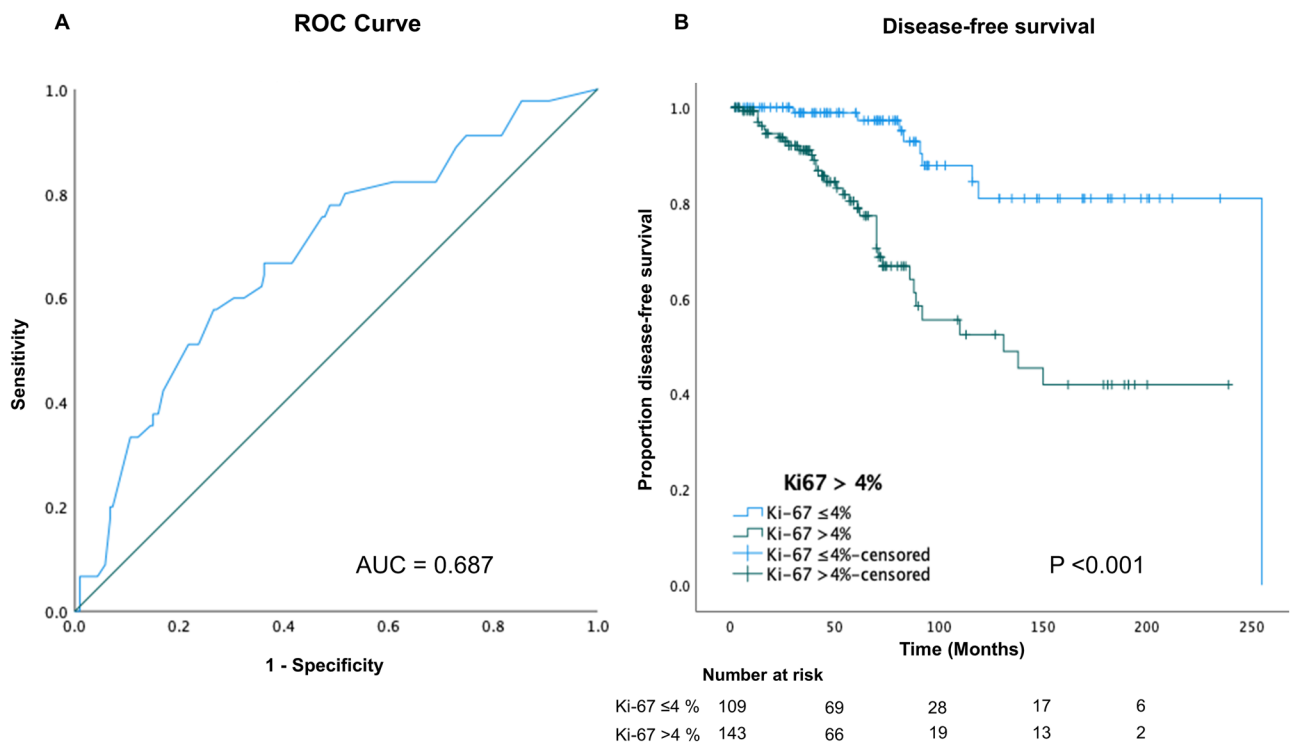 A
ROC Curve
1.0
0.8
0.6
0.4
0.2
0.0
Sensitivity
0.0 0.2 0.4 0.6 0.8 1.0
1 - Specificity
AUC = 0.687
B
Disease-free survival
1.0
0.8
0.6
0.4
0.2
0.0
Proportion disease-free survival
Ki67 > 4%
Ki-67 ≤4%
Ki-67 >4%
Ki-67 ≤4%-censored
Ki-67 >4%-censored
P <0.001
0 50 100 150 200 250
Time (Months)
Number at risk
Ki-67 ≤4 % 109 69 28 17 6
Ki-67 >4 % 143 66 19 13 2